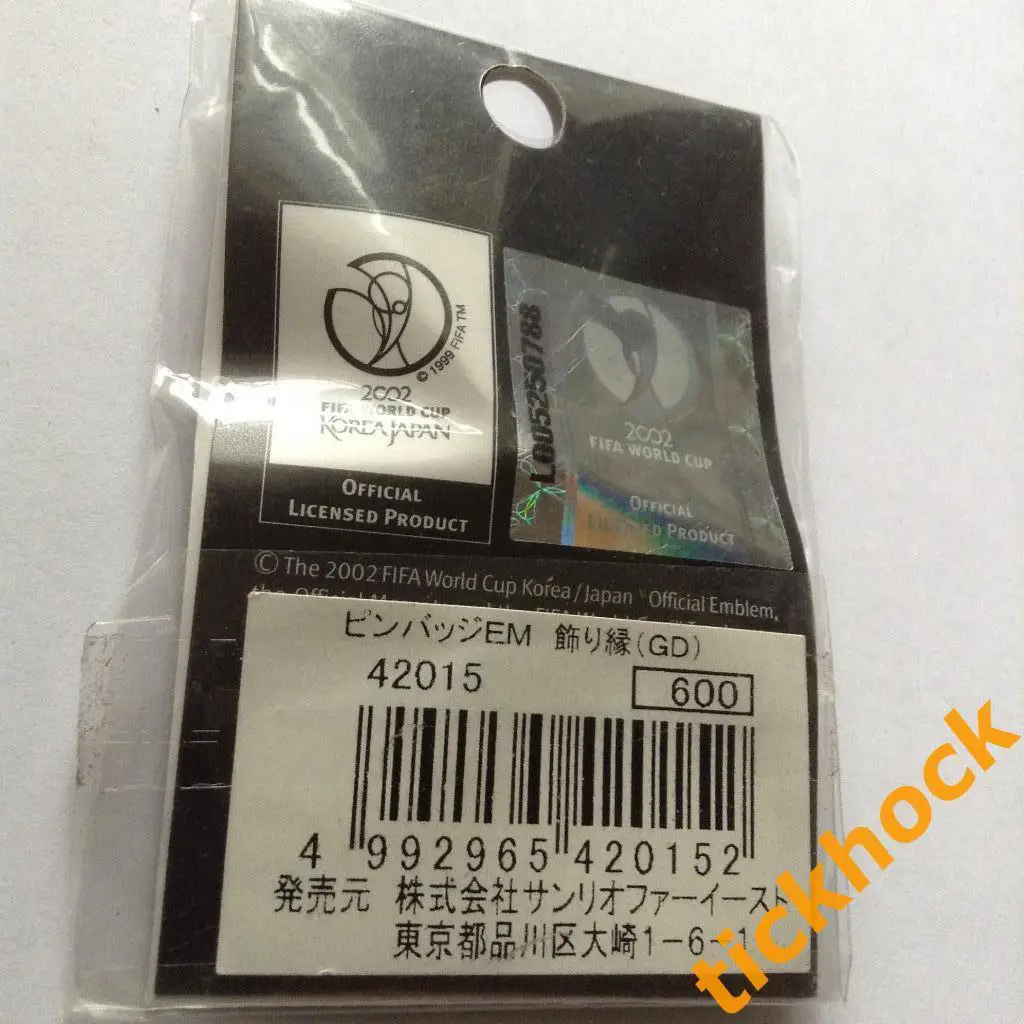 © 1999 FIFA TM
2002
FIFA WORLD CUP
KOREA JAPAN
OFFICIAL
LICENSED PRODUCT
L005250788
2002
FIFA WORLD CUP
OFFICIAL
LICENSED PRODUCT
© The 2002 FIFA World Cup Korea/Japan Official Emblem,
ピンバッジEM 飾り縁(GD)
42015
600
4 992965 420152
発売元 株式会社サンリオファーイースト
東京都品川区大崎1-6-1
tickhock